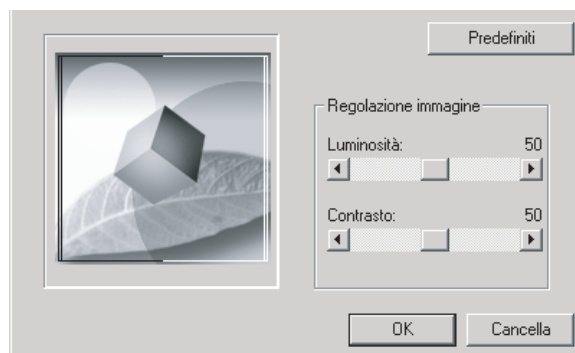 Predefiniti
Regolazione immagine
Luminosità: 50
Contrasto: 50
OK Cancella